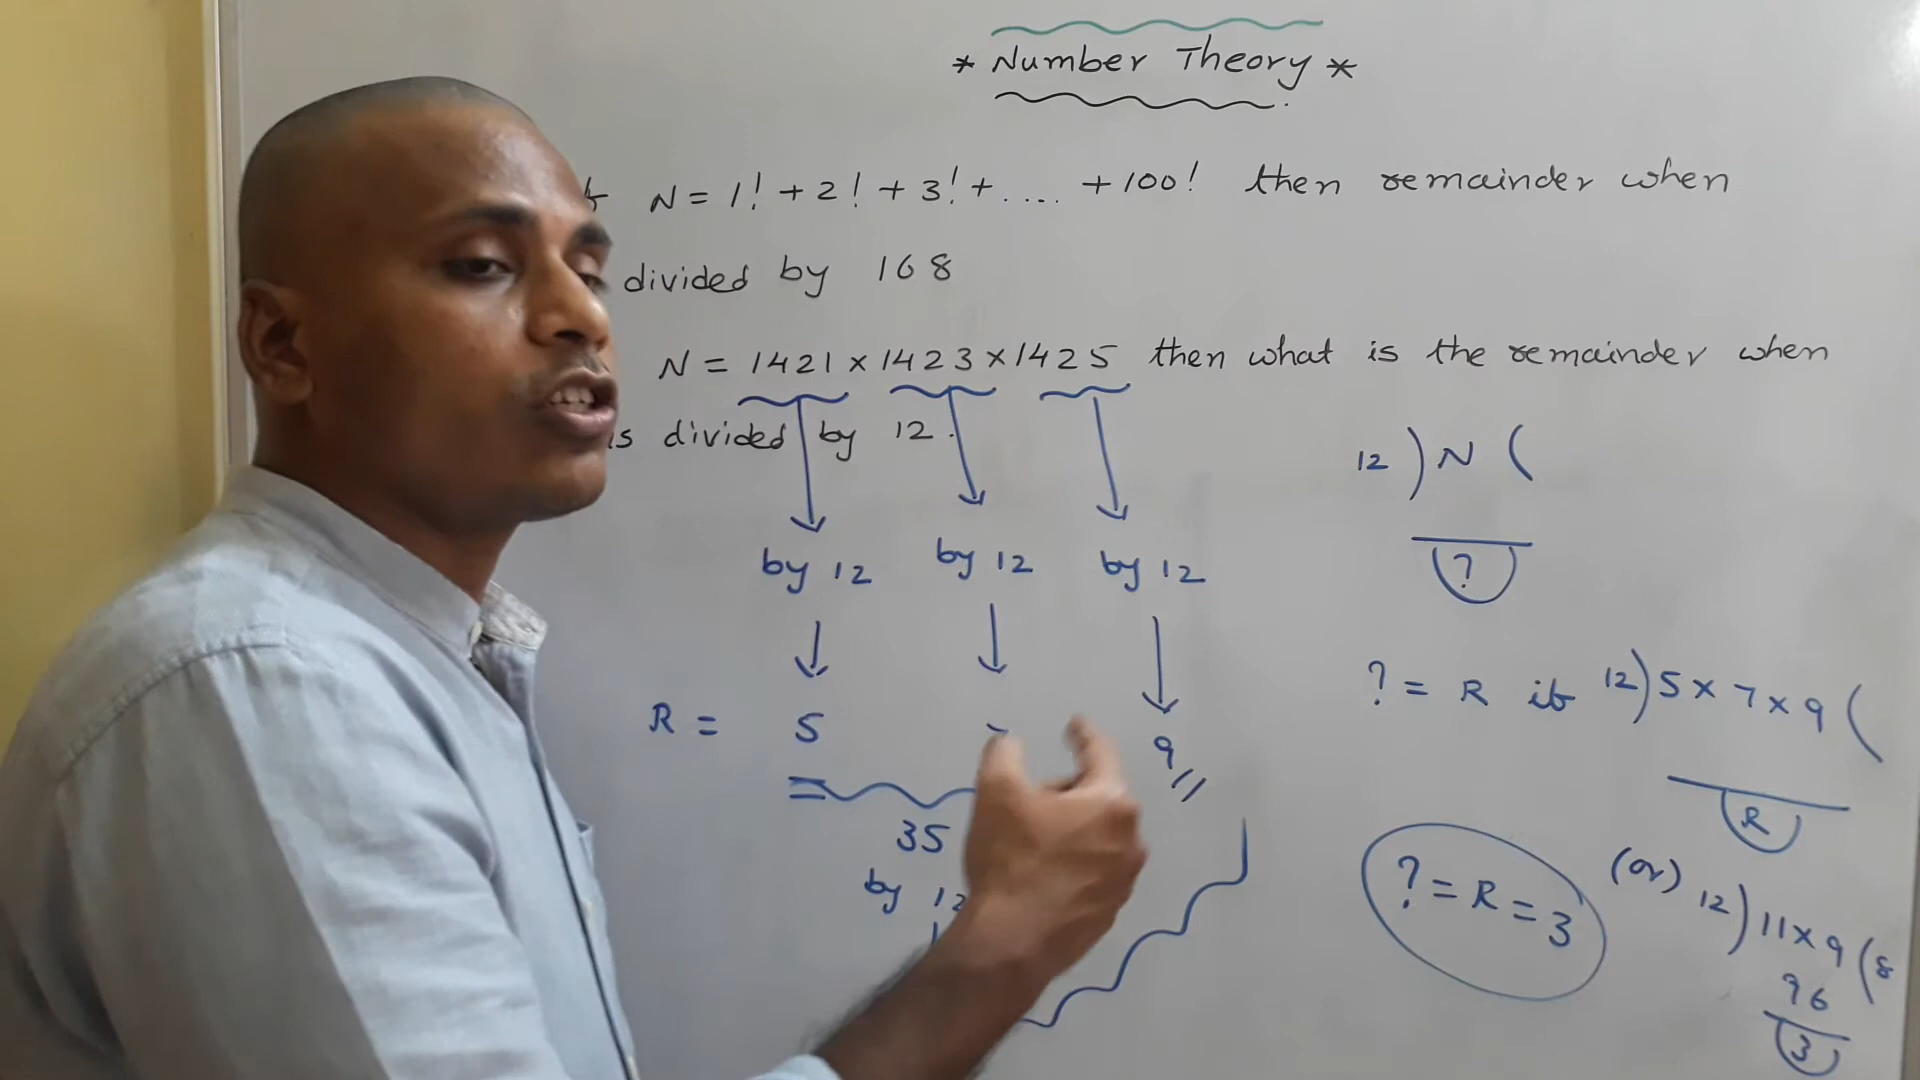 * Number Theory *
N = 1! + 2! + 3! + .... + 100! then remainder when
divided by 168
N = 1421 x 1423 x 1425 then what is the remainder when
is divided by 12.
12 ) N (
?
by 12 by 12 by 12
R = 5 9
? = R if 12) 5 x 7 x 9 (
R
35
by 12
? = R = 3
(or) 12) 11 x 9 ( 8
96
3